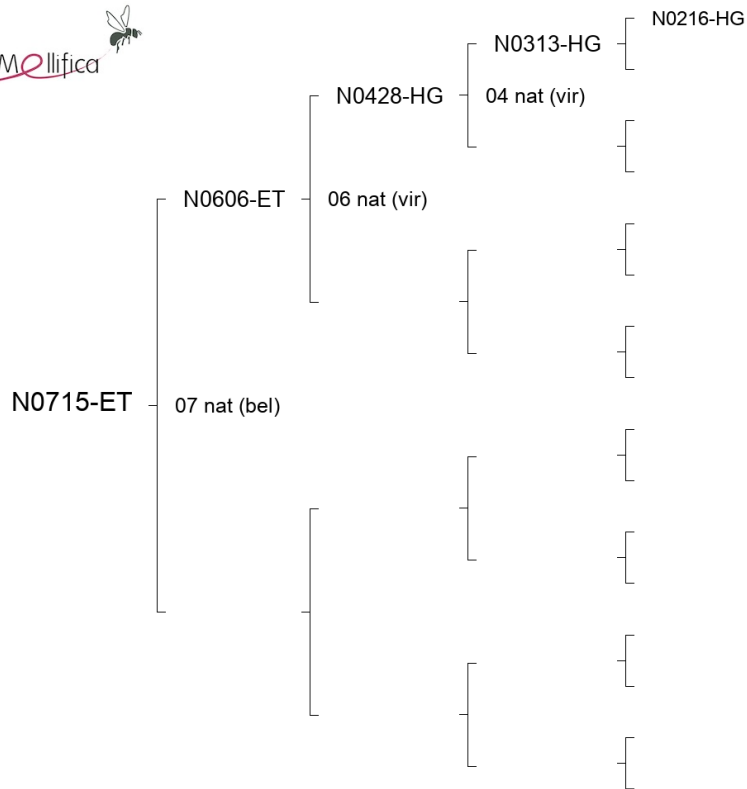 Mellifica
N0216-HG
N0313-HG
N0428-HG
04 nat (vir)
N0606-ET
06 nat (vir)
N0715-ET
07 nat (bel)